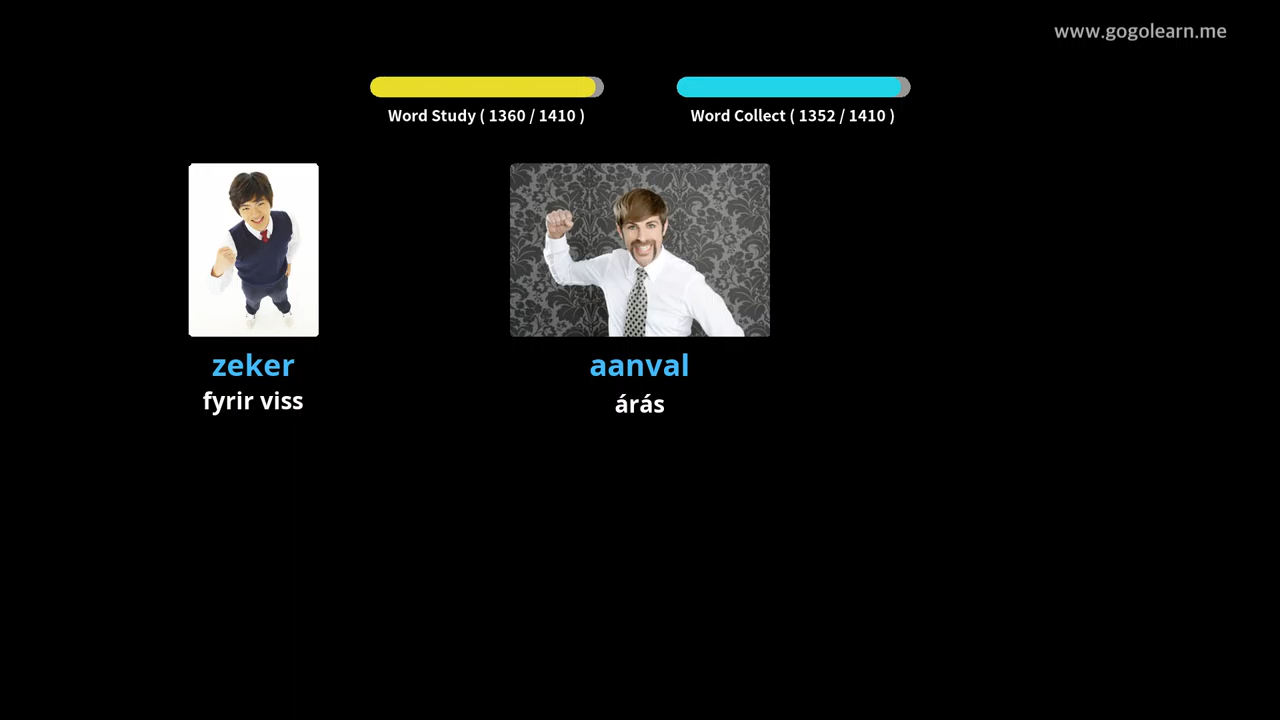 www.gogolearn.me
Word Study ( 1360 / 1410 )
Word Collect ( 1352 / 1410 )
zeker
fyrir viss
aanval
árás